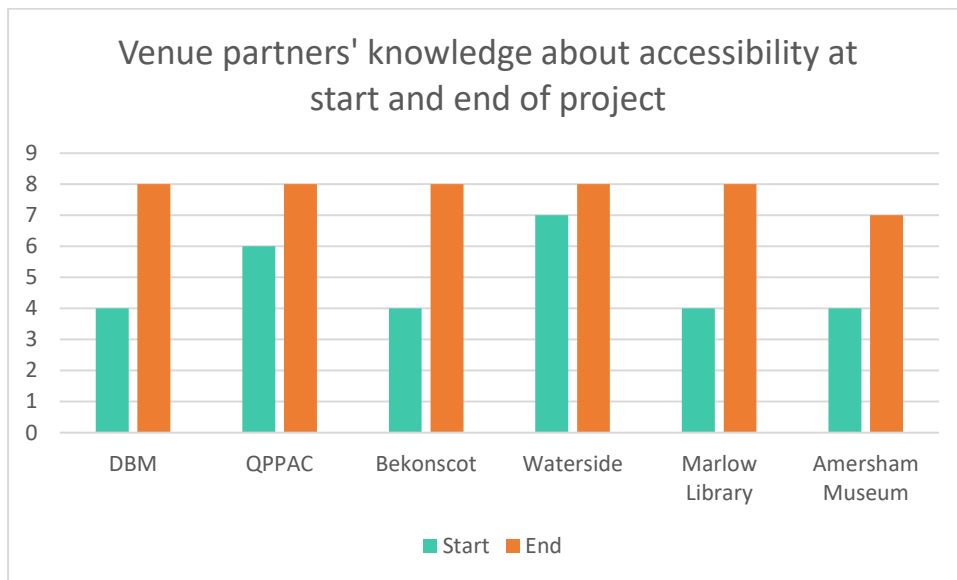 Venue partners' knowledge about accessibility at
start and end of project
9
8
7
6
5
4
3
2
1
0
DBM
QPPAC
Bekonscot
Waterside
Marlow
Library
Amersham
Museum
Start
End